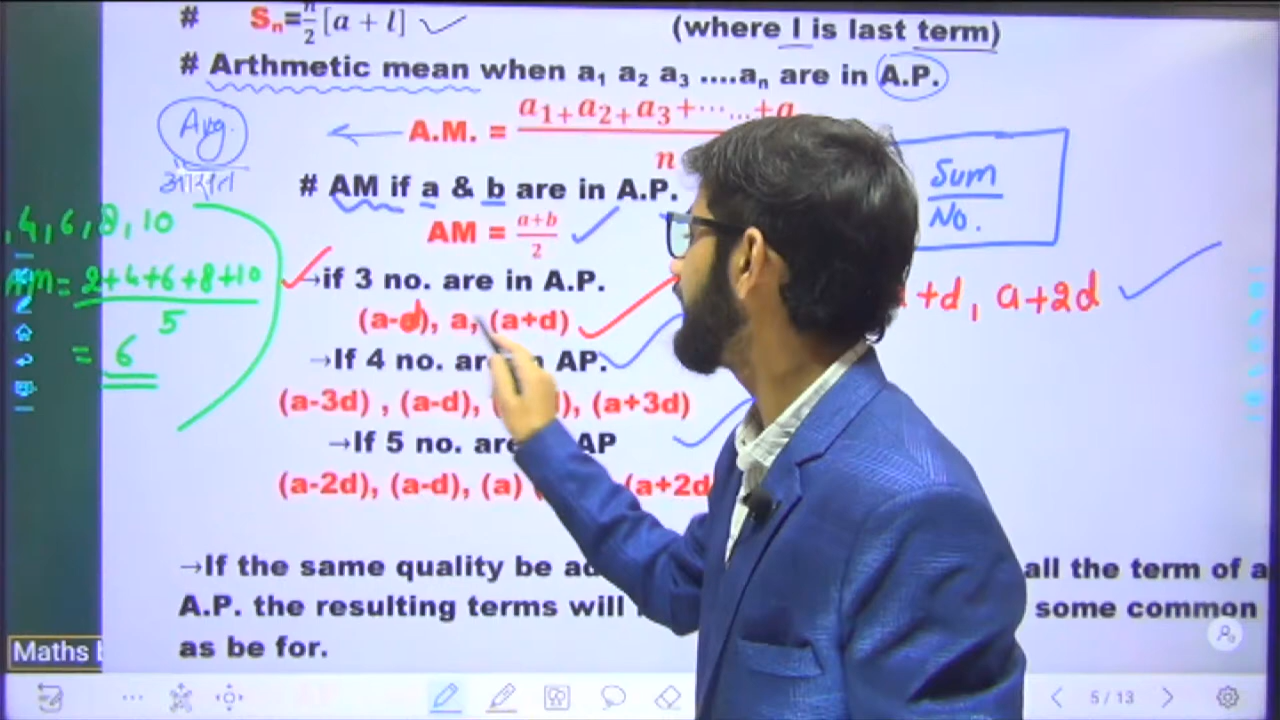 # Sn=n/2 [a + l] (where l is last term)
# Arthmetic mean when a₁ a₂ a₃ ....aₙ are in A.P.
Avg.
औसत
A.M. = a₁+a₂+a₃+⋯...+a / n
Sum
No.
# AM if a & b are in A.P.
AM = a+b/2
, 4, 6, 8, 10
AM = 2+4+6+8+10
5
= 6
→if 3 no. are in A.P.
(a-d), a, (a+d)
+d, a+2d
→If 4 no. are AP.
(a-3d) , (a-d), (a+3d)
→If 5 no. are AP
(a-2d), (a-d), (a) (a+2d
→If the same quality be all the term of a
A.P. the resulting terms will some common
as be for.
Maths
5 / 13